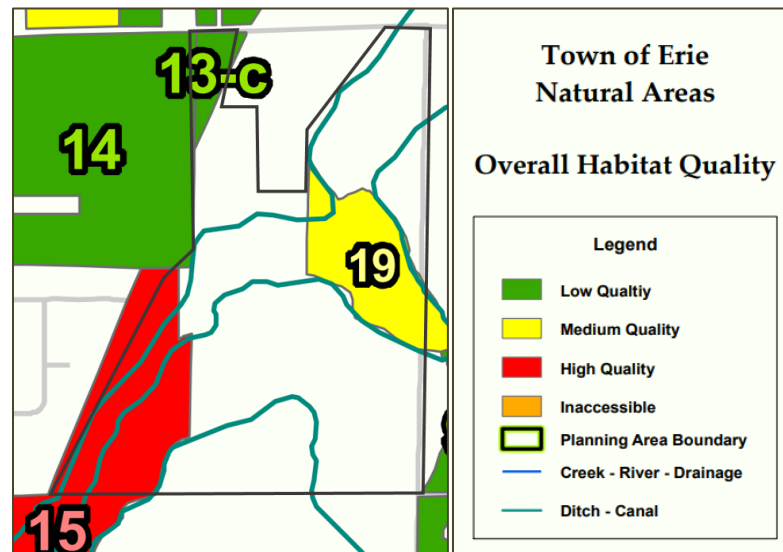 13-c
14
19
15
Town of Erie
Natural Areas
Overall Habitat Quality
Legend
Low Qualtiy
Medium Quality
High Quality
Inaccessible
Planning Area Boundary
Creek - River - Drainage
Ditch - Canal